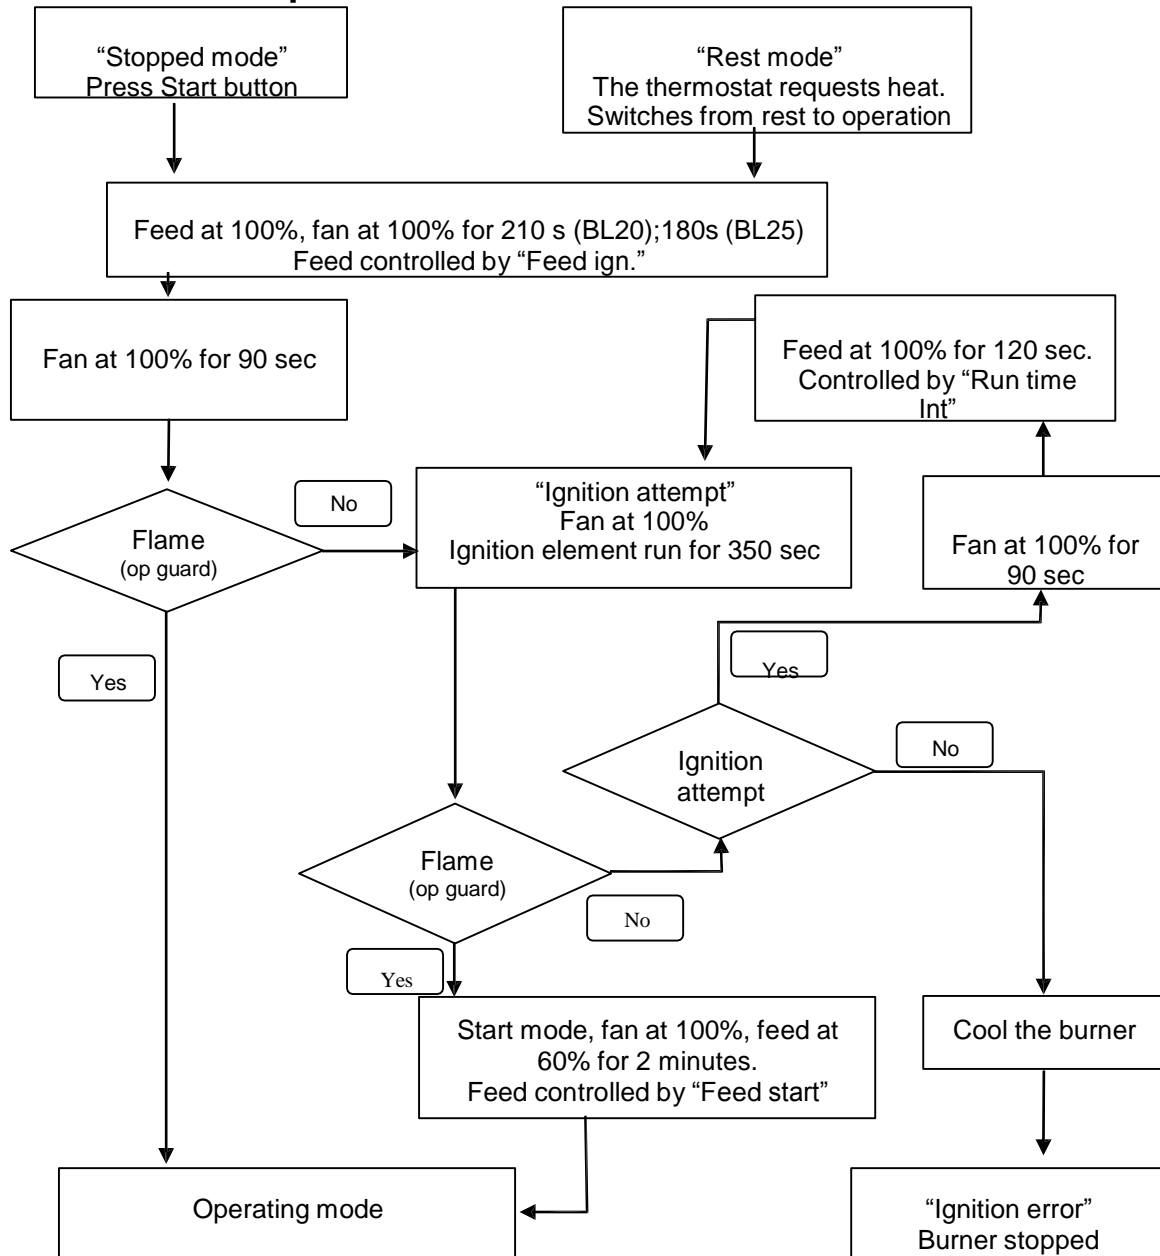 “Stopped mode”
Press Start button
“Rest mode”
The thermostat requests heat.
Switches from rest to operation
Feed at 100%, fan at 100% for 210 s (BL20);180s (BL25)
Feed controlled by “Feed ign.”
Fan at 100% for 90 sec
Feed at 100% for 120 sec.
Controlled by “Run time
Int”
Flame
(op guard)
No
“Ignition attempt”
Fan at 100%
Ignition element run for 350 sec
Fan at 100% for
90 sec
Yes
Yes
Ignition
attempt
No
Flame
(op guard)
No
Yes
Start mode, fan at 100%, feed at
60% for 2 minutes.
Feed controlled by “Feed start”
Cool the burner
Operating mode
“Ignition error”
Burner stopped